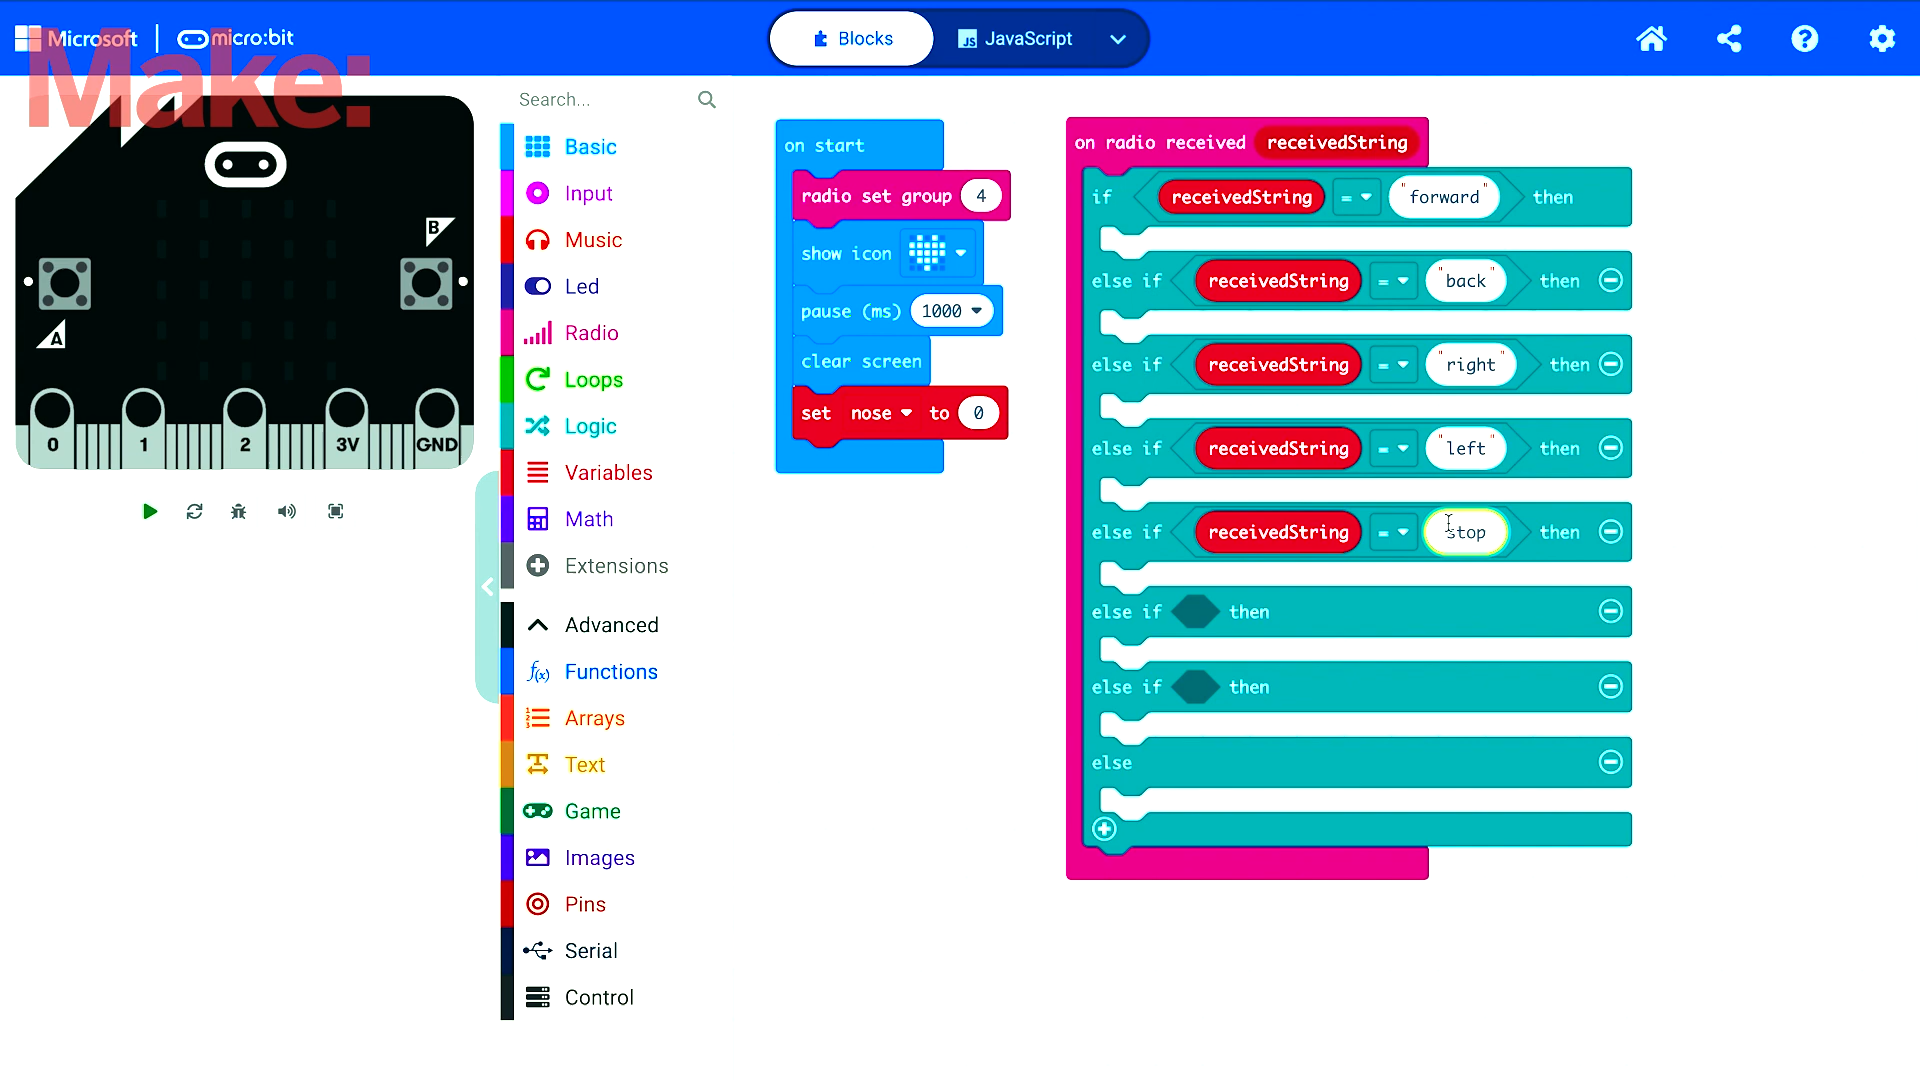 Microsoft | micro:bit
Blocks
JavaScript
Make:
Search...
Basic
Input
Music
Led
Radio
Loops
Logic
Variables
Math
Extensions
Advanced
Functions
Arrays
Text
Game
Images
Pins
Serial
Control
B
A
0 1 2 3V GND
on start
radio set group 4
show icon
pause (ms) 1000
clear screen
set nose to 0
on radio received receivedString
if receivedString = "forward" then
else if receivedString = "back" then
else if receivedString = "right" then
else if receivedString = "left" then
else if receivedString = stop then
else if then
else if then
else